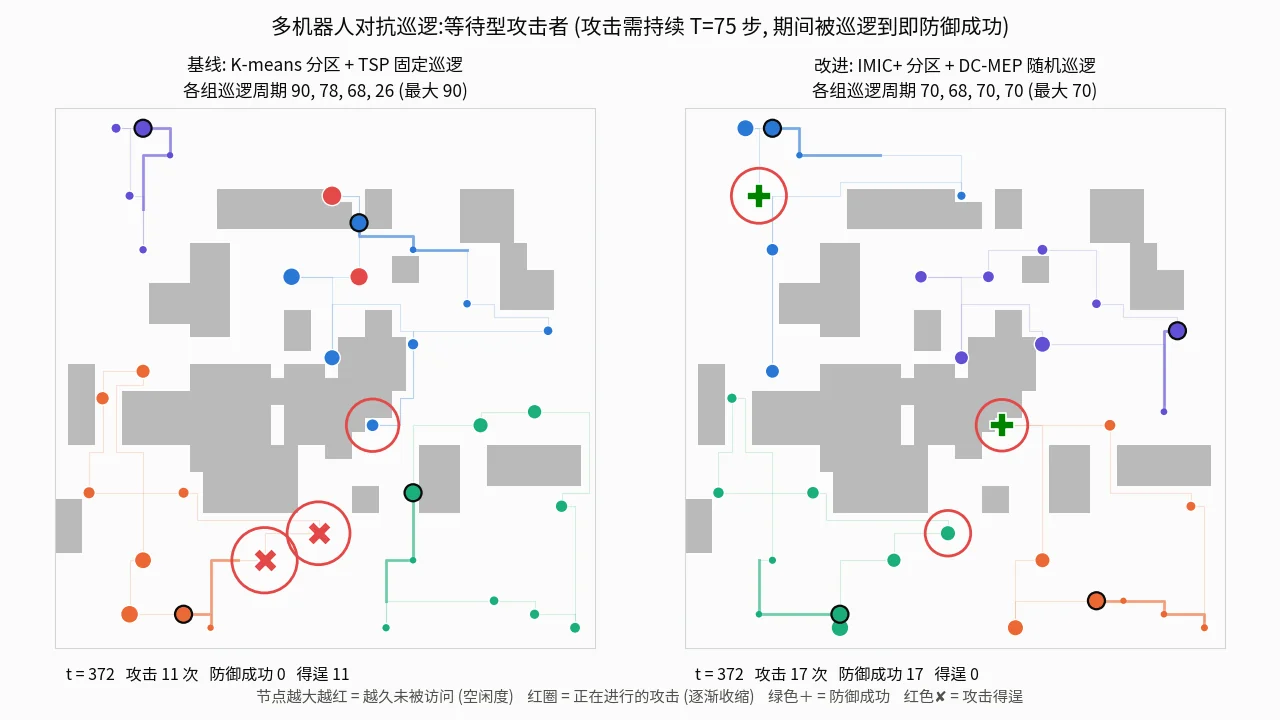 多机器人对抗巡逻:等待型攻击者 (攻击需持续 T=75 步, 期间被巡逻到即防御成功)
基线: K-means 分区 + TSP 固定巡逻
各组巡逻周期 90, 78, 68, 26 (最大 90)
改进: IMIC+ 分区 + DC-MEP 随机巡逻
各组巡逻周期 70, 68, 70, 70 (最大 70)
t = 372 攻击 11 次 防御成功 0 得逞 11
t = 372 攻击 17 次 防御成功 17 得逞 0
节点越大越红 = 越久未被访问 (空闲度) 红圈 = 正在进行的攻击 (逐渐收缩) 绿色＋ = 防御成功 红色✘ = 攻击得逞